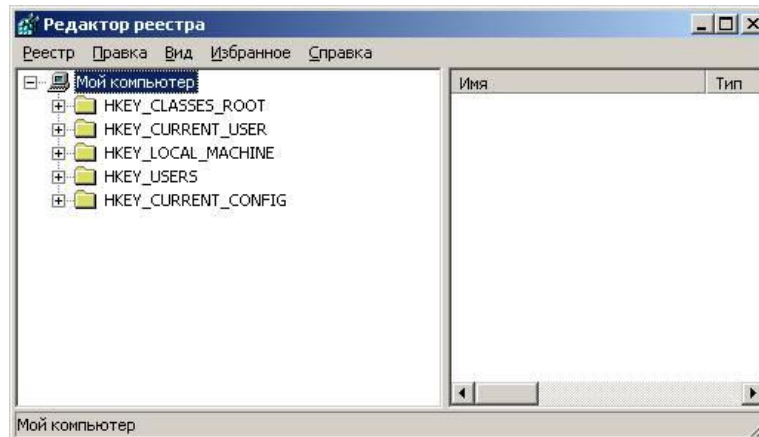 Редактор реестра
Реестр Правка Вид Избранное Справка
Мой компьютер
HKEY_CLASSES_ROOT
HKEY_CURRENT_USER
HKEY_LOCAL_MACHINE
HKEY_USERS
HKEY_CURRENT_CONFIG
Имя Тип
Мой компьютер